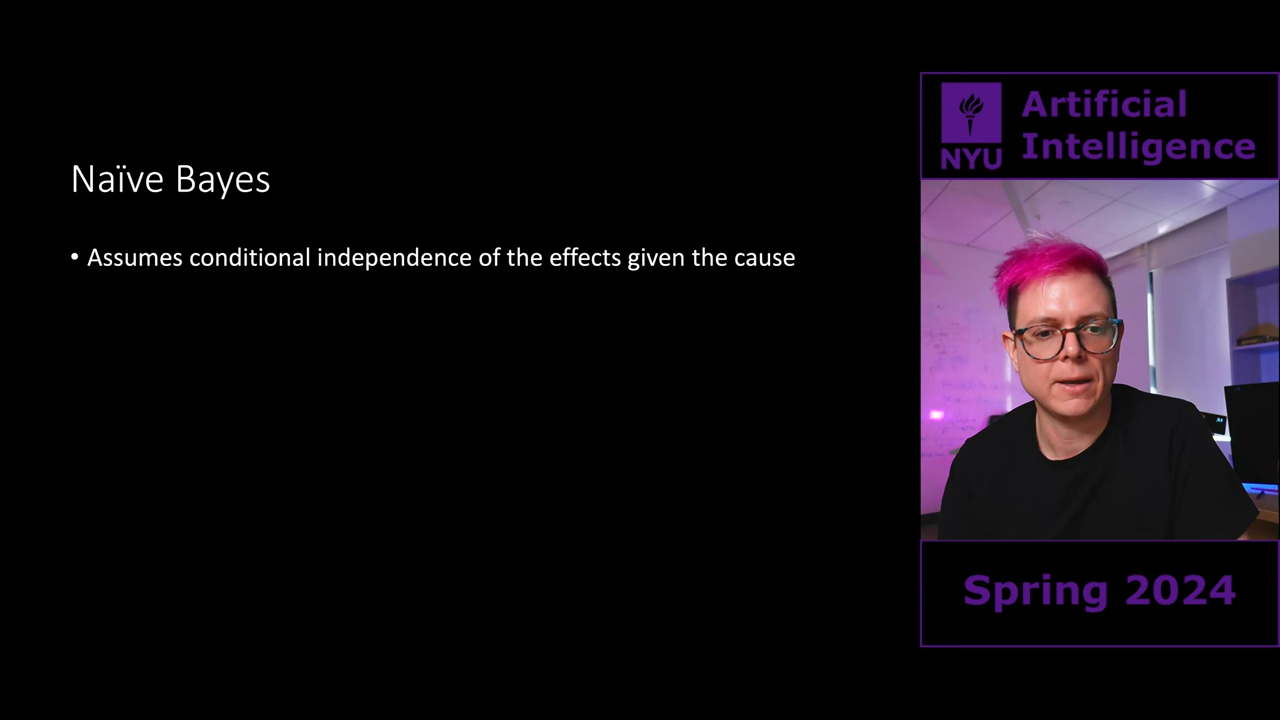 Naïve Bayes
• Assumes conditional independence of the effects given the cause
NYU
Artificial
Intelligence
Spring 2024